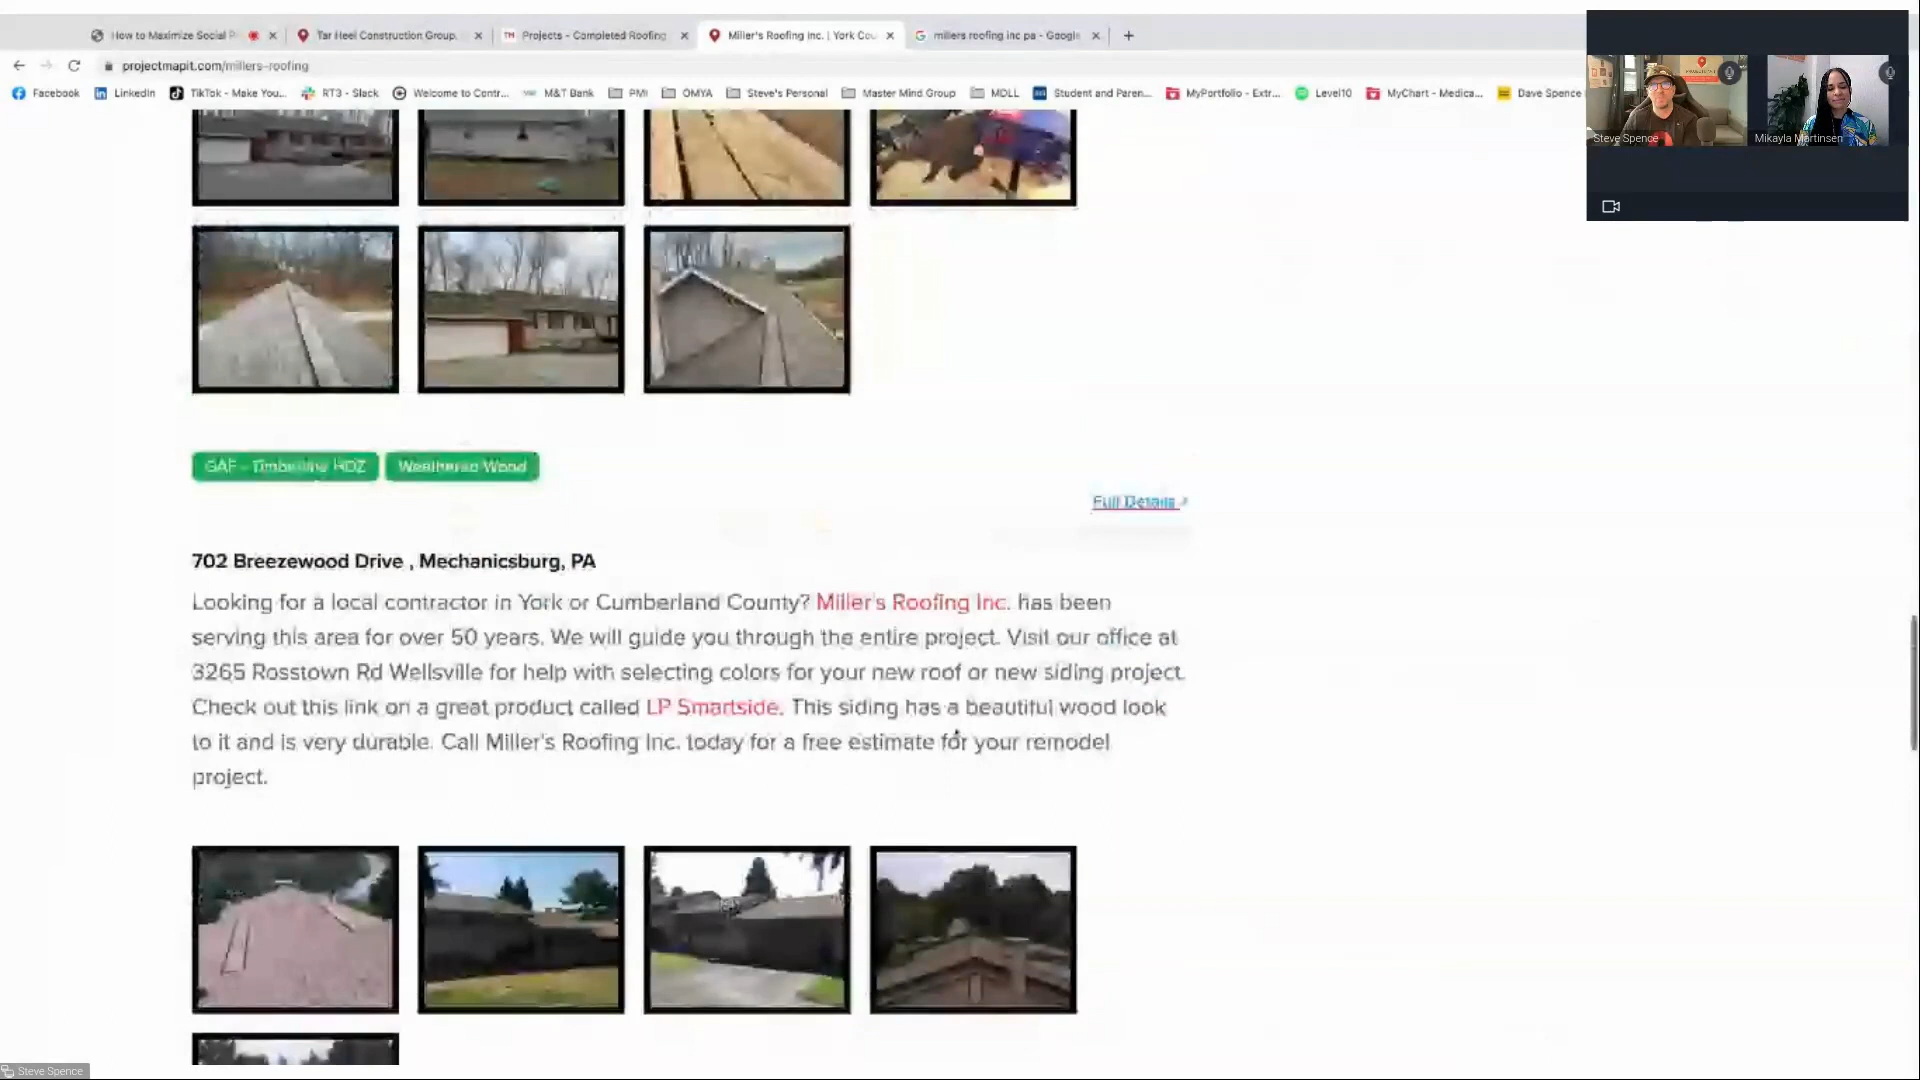 How to Maximize Social P
Tar Heel Construction Group.
TH Projects - Completed Roofing
Miller's Roofing Inc. | York Cou
millers roofing inc pa - Google
projectmapit.com/millers-roofing
Facebook
LinkedIn
TikTok - Make You...
RT3 - Slack
Welcome to Contr...
M&T Bank
PMI
OMYA
Steve's Personal
Master Mind Group
MDLL
Student and Paren...
MyPortfolio - Extr...
Level10
MyChart - Medica...
Dave Spence
Steve Spence
Mikayla Martinsen
GAF - Timberline HDZ
Weathered Wood
Full Details
702 Breezewood Drive , Mechanicsburg, PA
Looking for a local contractor in York or Cumberland County? Miller's Roofing Inc. has been
serving this area for over 50 years. We will guide you through the entire project. Visit our office at
3265 Rosstown Rd Wellsville for help with selecting colors for your new roof or new siding project.
Check out this link on a great product called LP Smartside. This siding has a beautiful wood look
to it and is very durable. Call Miller's Roofing Inc. today for a free estimate for your remodel
project.
Steve Spence